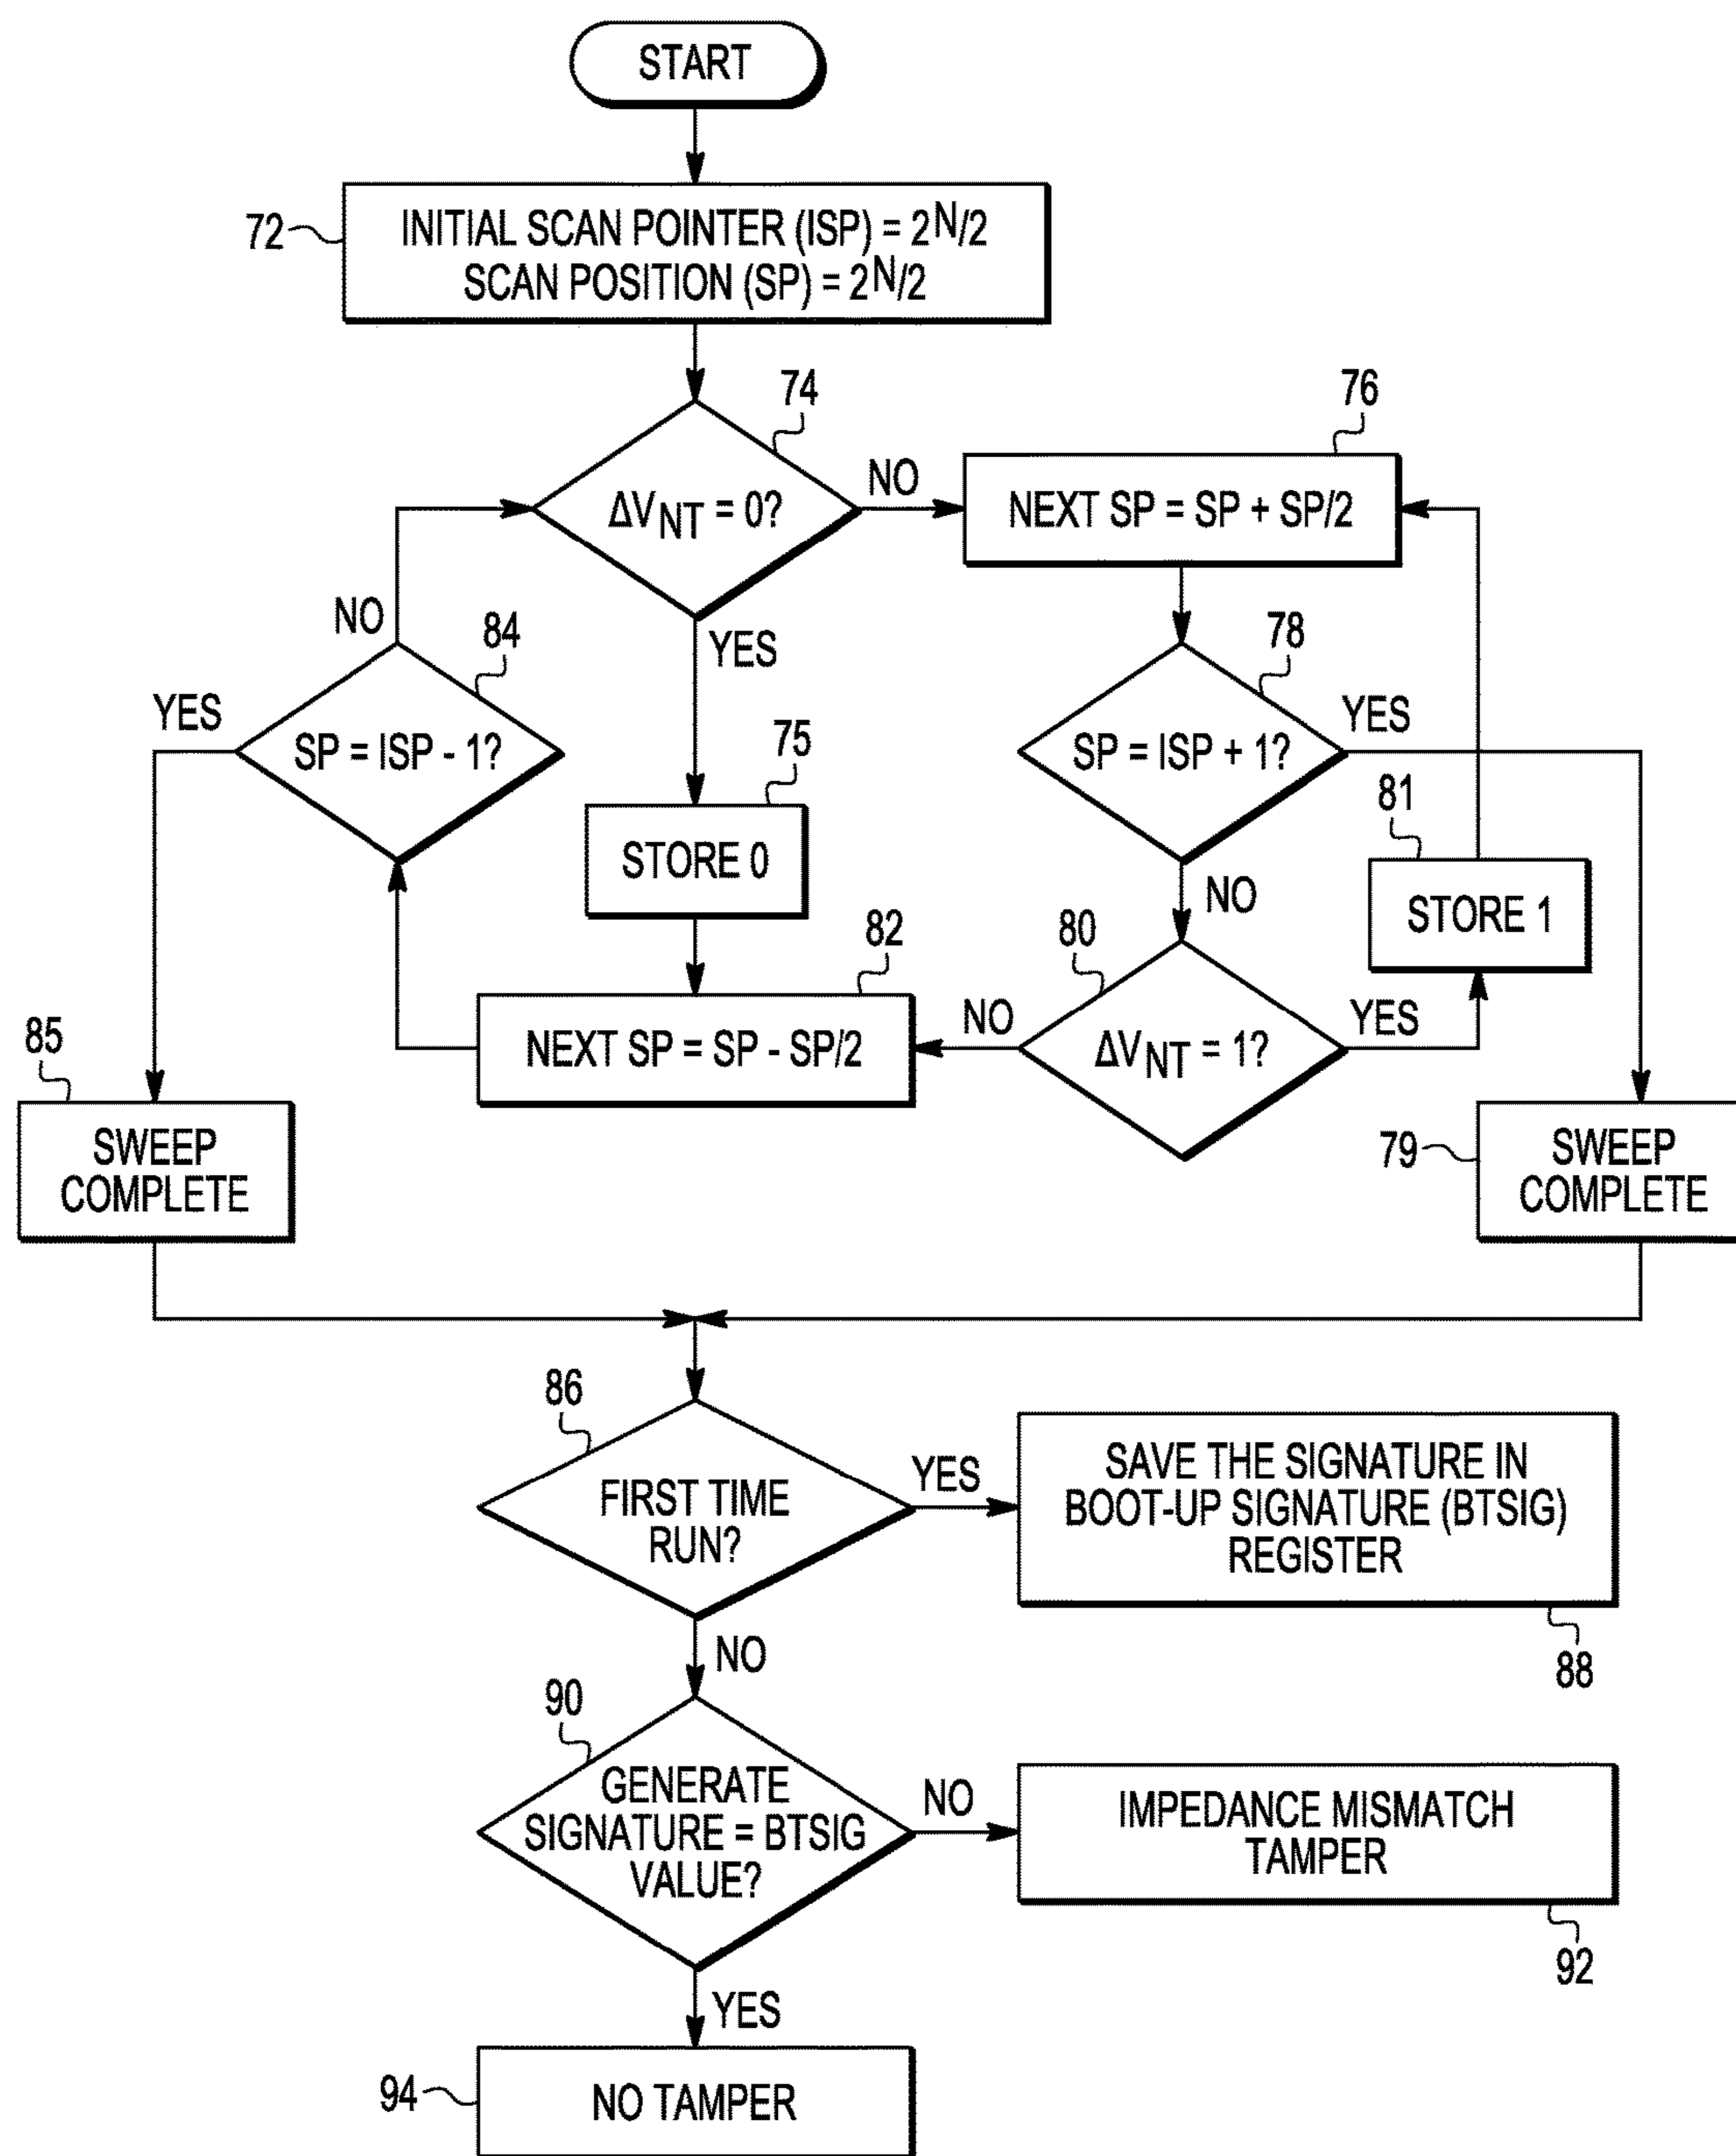 START
72
INITIAL SCAN POINTER (ISP) = 2^N/2
SCAN POSITION (SP) = 2^N/2
74
76
ΔV_NT = 0?
NO
NEXT SP = SP + SP/2
NO
84
YES
78
YES
SP = ISP - 1?
75
SP = ISP + 1?
YES
81
STORE 0
NO
STORE 1
82
80
85
NEXT SP = SP - SP/2
NO
ΔV_NT = 1?
YES
SWEEP
COMPLETE
79
SWEEP
COMPLETE
86
FIRST TIME
RUN?
YES
SAVE THE SIGNATURE IN
BOOT-UP SIGNATURE (BTSIG)
REGISTER
88
NO
90
GENERATE
SIGNATURE = BTSIG
VALUE?
NO
IMPEDANCE MISMATCH
TAMPER
92
YES
94
NO TAMPER